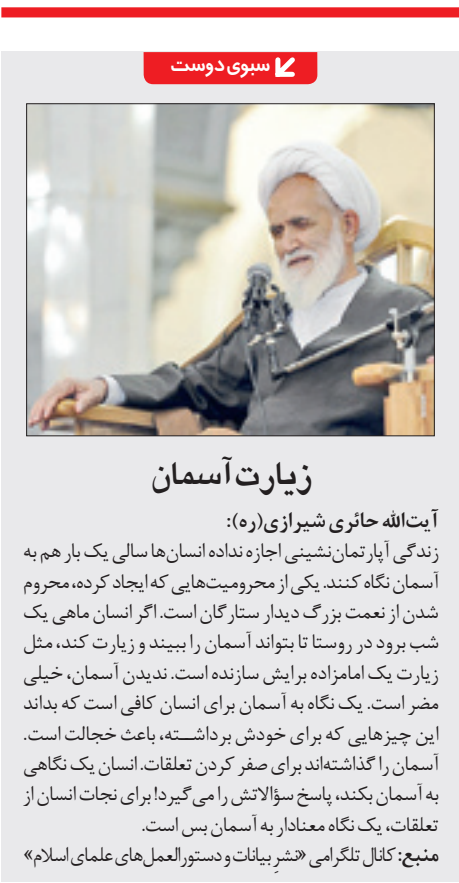 سبوی دوست
زیارت آسمان
آیت‌الله حائری شیرازی(ره):
زندگی آپارتمان‌نشینی اجازه نداده انسان‌ها سالی یک بار هم به
آسمان نگاه کنند. یکی از محرومیت‌هایی که ایجاد کرده، محروم
شدن از نعمت بزرگ دیدار ستارگان است. اگر انسان ماهی یک
شب برود در روستا تا بتواند آسمان را ببیند و زیارت کند، مثل
زیارت یک امامزاده برایش سازنده است. ندیدن آسمان، خیلی
مضر است. یک نگاه به آسمان برای انسان کافی است که بداند
این چیزهایی که برای خودش برداشته، باعث خجالت است.
آسمان را گذاشته‌اند برای صفر کردن تعلقات. انسان یک نگاهی
به آسمان بکند، پاسخ سؤالاتش را می‌گیرد! برای نجات انسان از
تعلقات، یک نگاه معنادار به آسمان بس است.
منبع: کانال تلگرامی «نشرِ بیانات و دستورالعمل‌های علمای اسلام»